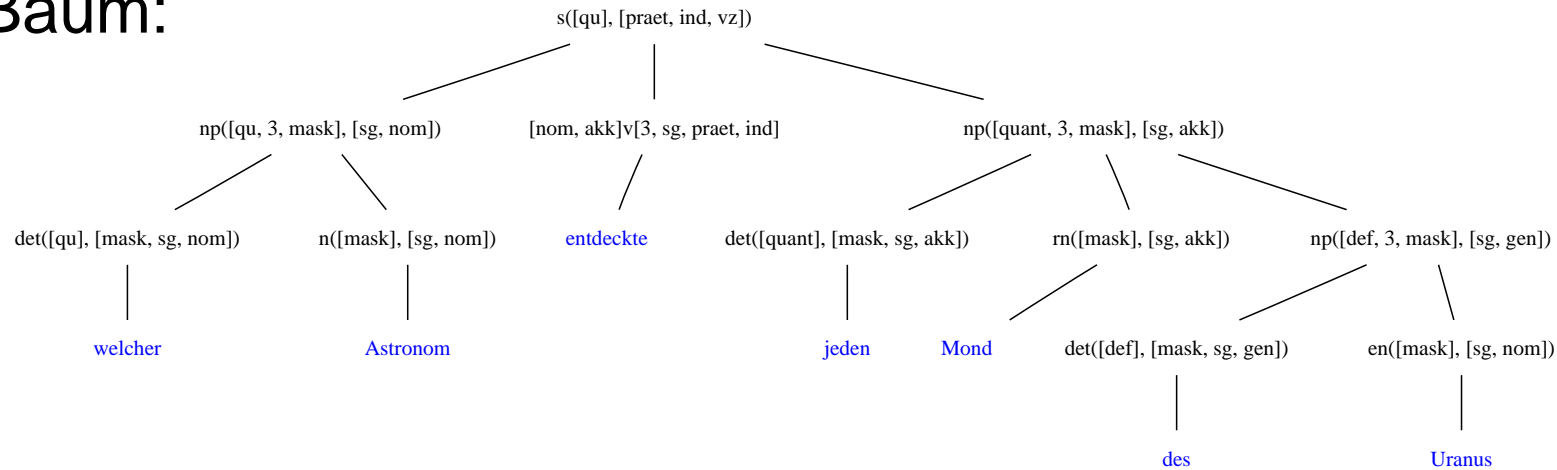 Baum:
s([qu], [praet, ind, vz])
np([qu, 3, mask], [sg, nom]) [nom, akk]v[3, sg, praet, ind] np([quant, 3, mask], [sg, akk])
det([qu], [mask, sg, nom]) n([mask], [sg, nom]) entdeckte det([quant], [mask, sg, akk]) rn([mask], [sg, akk]) np([def, 3, mask], [sg, gen])
welcher Astronom jeden Mond det([def], [mask, sg, gen]) en([mask], [sg, nom])
des Uranus